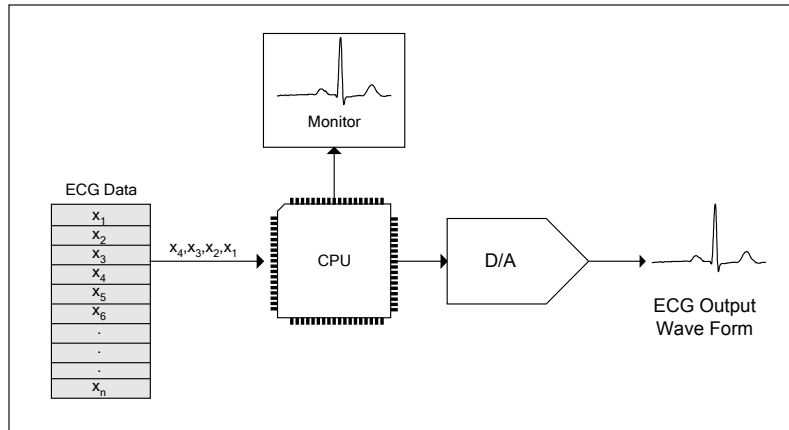 Monitor
ECG Data
x1
x2
x3
x4
x5
x6
.
.
.
xn
x4,x3,x2,x1
CPU
D/A
ECG Output
Wave Form